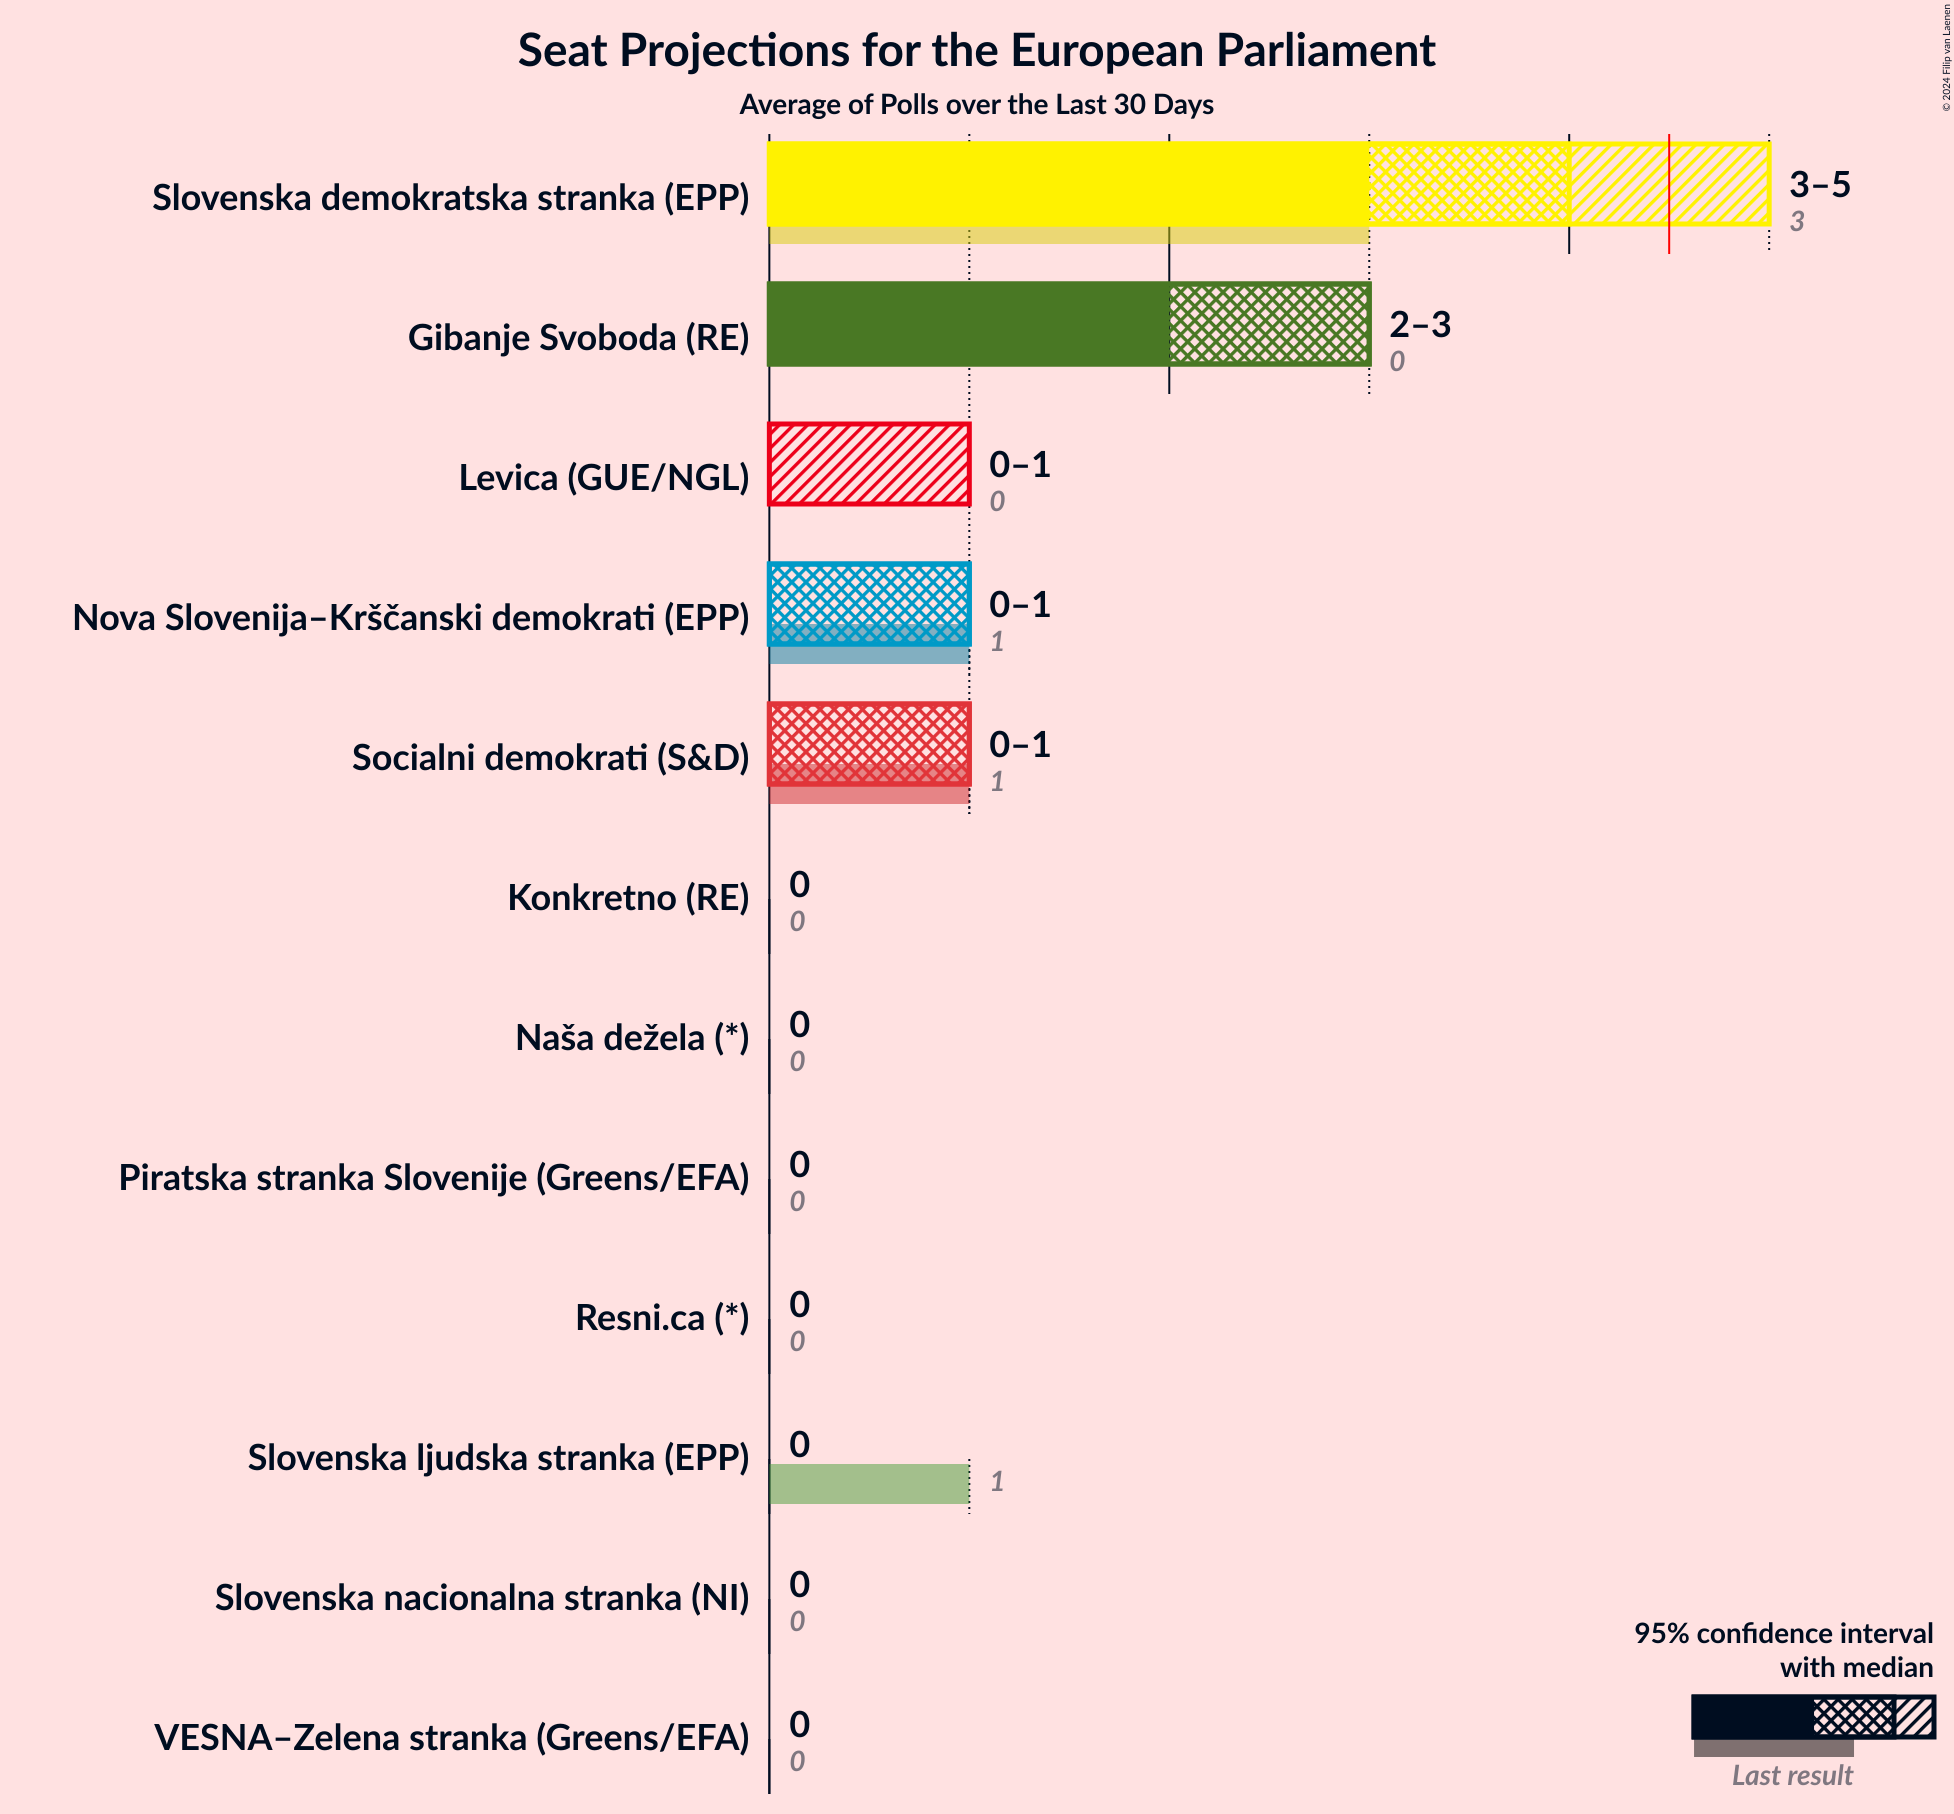 Seat Projections for the European Parliament
Average of Polls over the Last 30 Days
© 2024 Filip van Laenen
Slovenska demokratska stranka (EPP)
3–5
3
Gibanje Svoboda (RE)
2–3
0
Levica (GUE/NGL)
0–1
0
Nova Slovenija–Krščanski demokrati (EPP)
0–1
1
Socialni demokrati (S&D)
0–1
1
Konkretno (RE)
0
0
Naša dežela (*)
0
0
Piratska stranka Slovenije (Greens/EFA)
0
0
Resni.ca (*)
0
0
Slovenska ljudska stranka (EPP)
0
1
Slovenska nacionalna stranka (NI)
0
0
VESNA–Zelena stranka (Greens/EFA)
0
0
95% confidence interval
with median
Last result